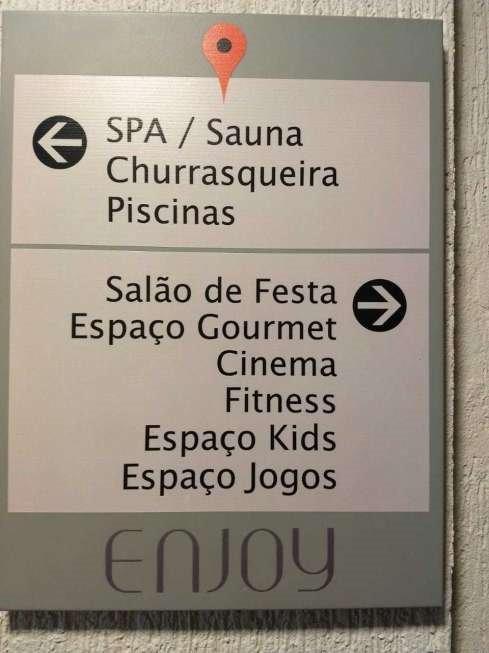 SPA / Sauna
Churrasqueira
Piscinas
Salão de Festa
Espaço Gourmet
Cinema
Fitness
Espaço Kids
Espaço Jogos
ENJOY